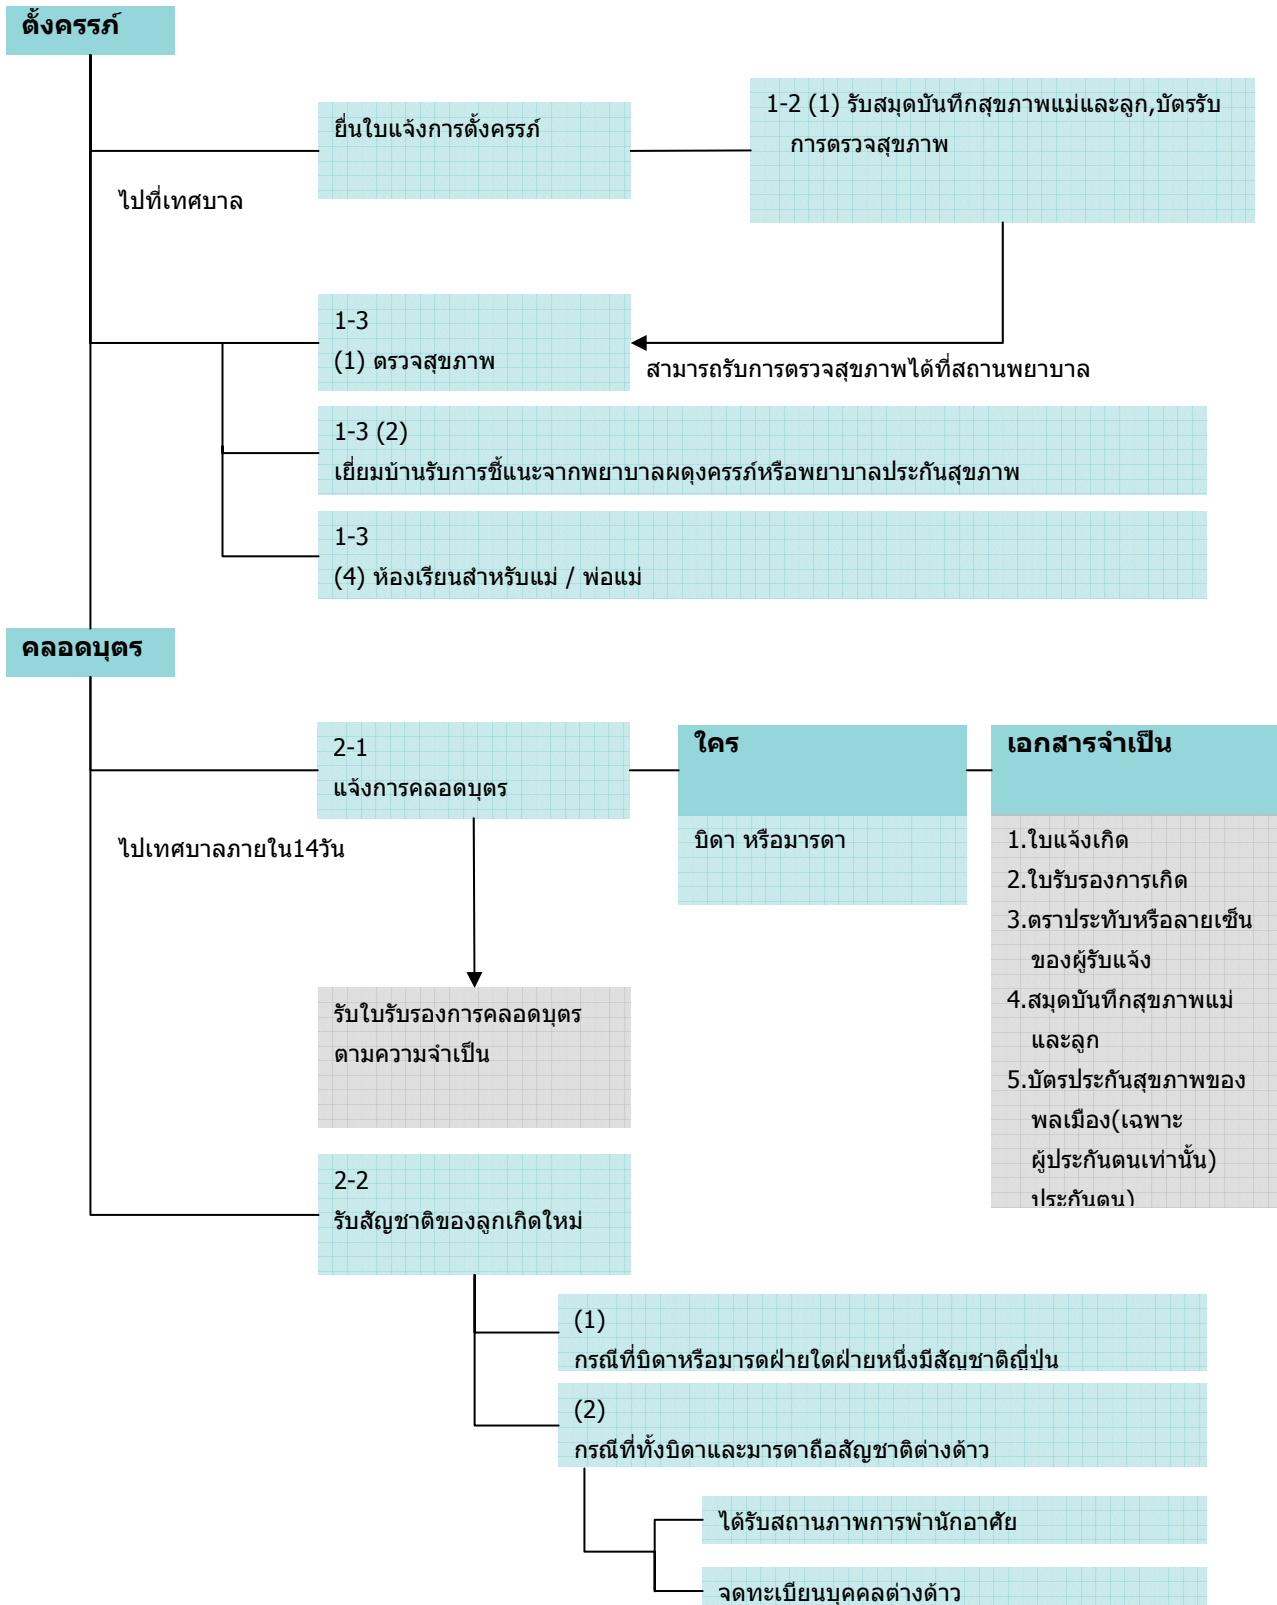 ตั้งครรภ์
ยื่นใบแจ้งการตั้งครรภ์
1-2 (1) รับสมุดบันทึกสุขภาพแม่และลูก,บัตรรับ
การตรวจสุขภาพ
ไปที่เทศบาล
1-3
(1) ตรวจสุขภาพ
สามารถรับการตรวจสุขภาพได้ที่สถานพยาบาล
1-3 (2)
เยี่ยมบ้านรับการชี้แนะจากพยาบาลผดุงครรภ์หรือพยาบาลประกันสุขภาพ
1-3
(4) ห้องเรียนสำหรับแม่ / พ่อแม่
คลอดบุตร
2-1
แจ้งการคลอดบุตร
ไปเทศบาลภายใน14วัน
ใคร
บิดา หรือมารดา
เอกสารจำเป็น
1.ใบแจ้งเกิด
2.ใบรับรองการเกิด
3.ตราประทับหรือลายเซ็น
ของผู้รับแจ้ง
4.สมุดบันทึกสุขภาพแม่
และลูก
5.บัตรประกันสุขภาพของ
พลเมือง(เฉพาะ
ผู้ประกันตนเท่านั้น)
ประกันตน)
รับใบรับรองการคลอดบุตร
ตามความจำเป็น
2-2
รับสัญชาติของลูกเกิดใหม่
(1)
กรณีที่บิดาหรือมารดฝ่ายใดฝ่ายหนึ่งมีสัญชาติญี่ปุ่น
(2)
กรณีที่ทั้งบิดาและมารดาถือสัญชาติต่างด้าว
ได้รับสถานภาพการพำนักอาศัย
จดทะเบียนบุคคลต่างด้าว